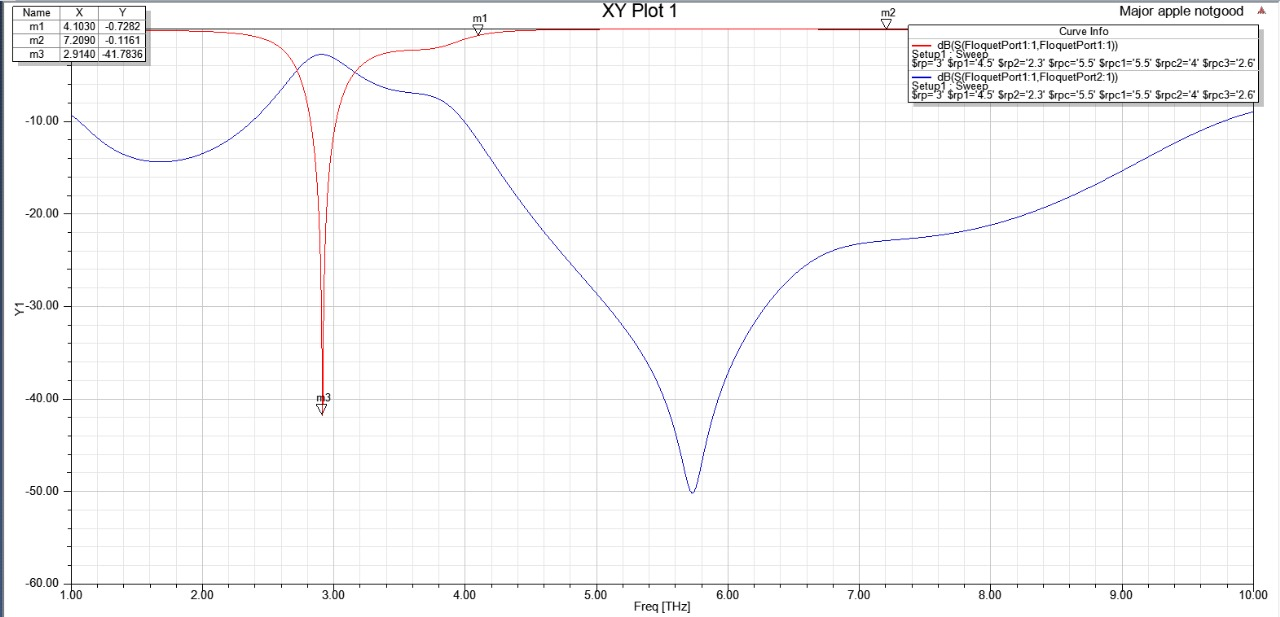 XY Plot 1
Major apple notgood
Name X Y
m1 4.1030 -0.7282
m2 7.2090 -0.1161
m3 2.9140 -41.7836
m1
m2
Curve Info
dB(S(FloquetPort1:1,FloquetPort1:1))
Setup1 : Sweep
$rp='3' $rp1='4.5' $rp2='2.3' $rpc='5.5' $rpc1='5.5' $rpc2='4' $rpc3='2.6'
dB(S(FloquetPort1:1,FloquetPort2:1))
Setup1 : Sweep
$rp='3' $rp1='4.5' $rp2='2.3' $rpc='5.5' $rpc1='5.5' $rpc2='4' $rpc3='2.6'
-10.00
-20.00
Y1
-30.00
-40.00
m3
-50.00
-60.00
1.00 2.00 3.00 4.00 5.00 6.00 7.00 8.00 9.00 10.00
Freq [THz]